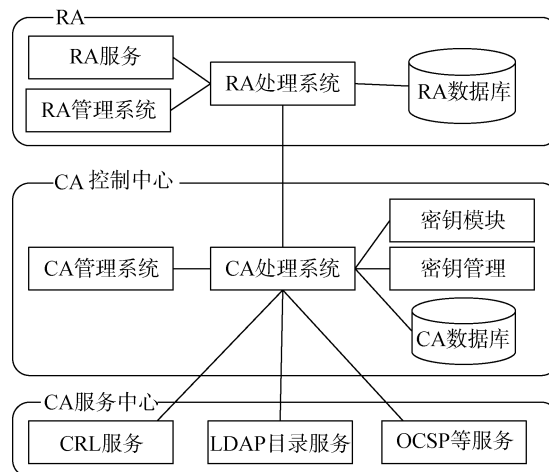 RA
RA服务
RA管理系统
RA处理系统
RA数据库
CA 控制中心
CA管理系统
CA处理系统
密钥模块
密钥管理
CA数据库
CA服务中心
CRL服务
LDAP目录服务
OCSP等服务